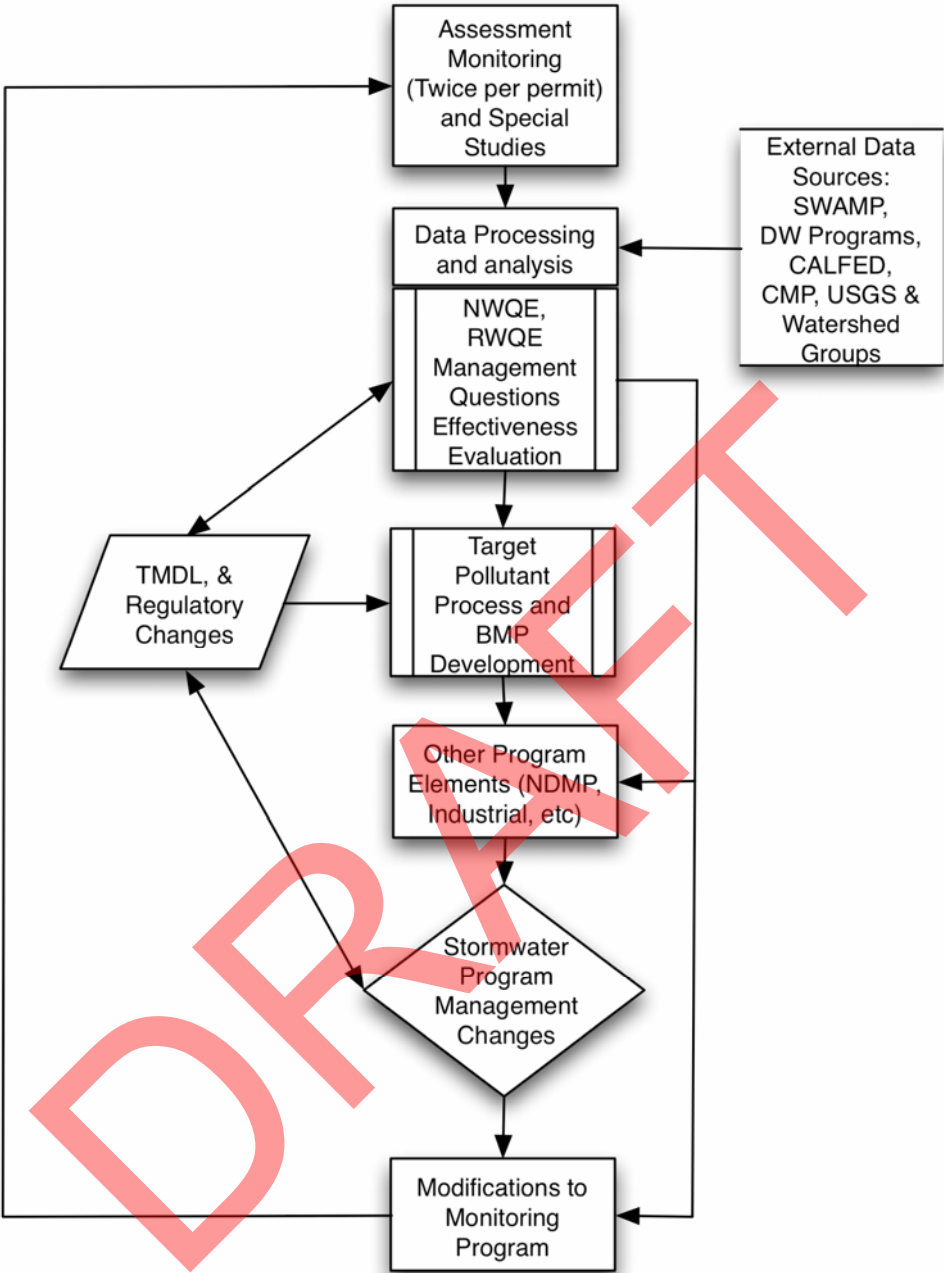 Assessment
Monitoring
(Twice per permit)
and Special
Studies
External Data
Sources:
SWAMP,
DW Programs,
CALFED,
CMP, USGS &
Watershed
Groups
Data Processing
and analysis
NWQE,
RWQE
Management
Questions
Effectiveness
Evaluation
TMDL, &
Regulatory
Changes
Target
Pollutant
Process and
BMP
Development
Other Program
Elements (NDMP,
Industrial, etc)
Stormwater
Program
Management
Changes
Modifications to
Monitoring
Program
DRAFT